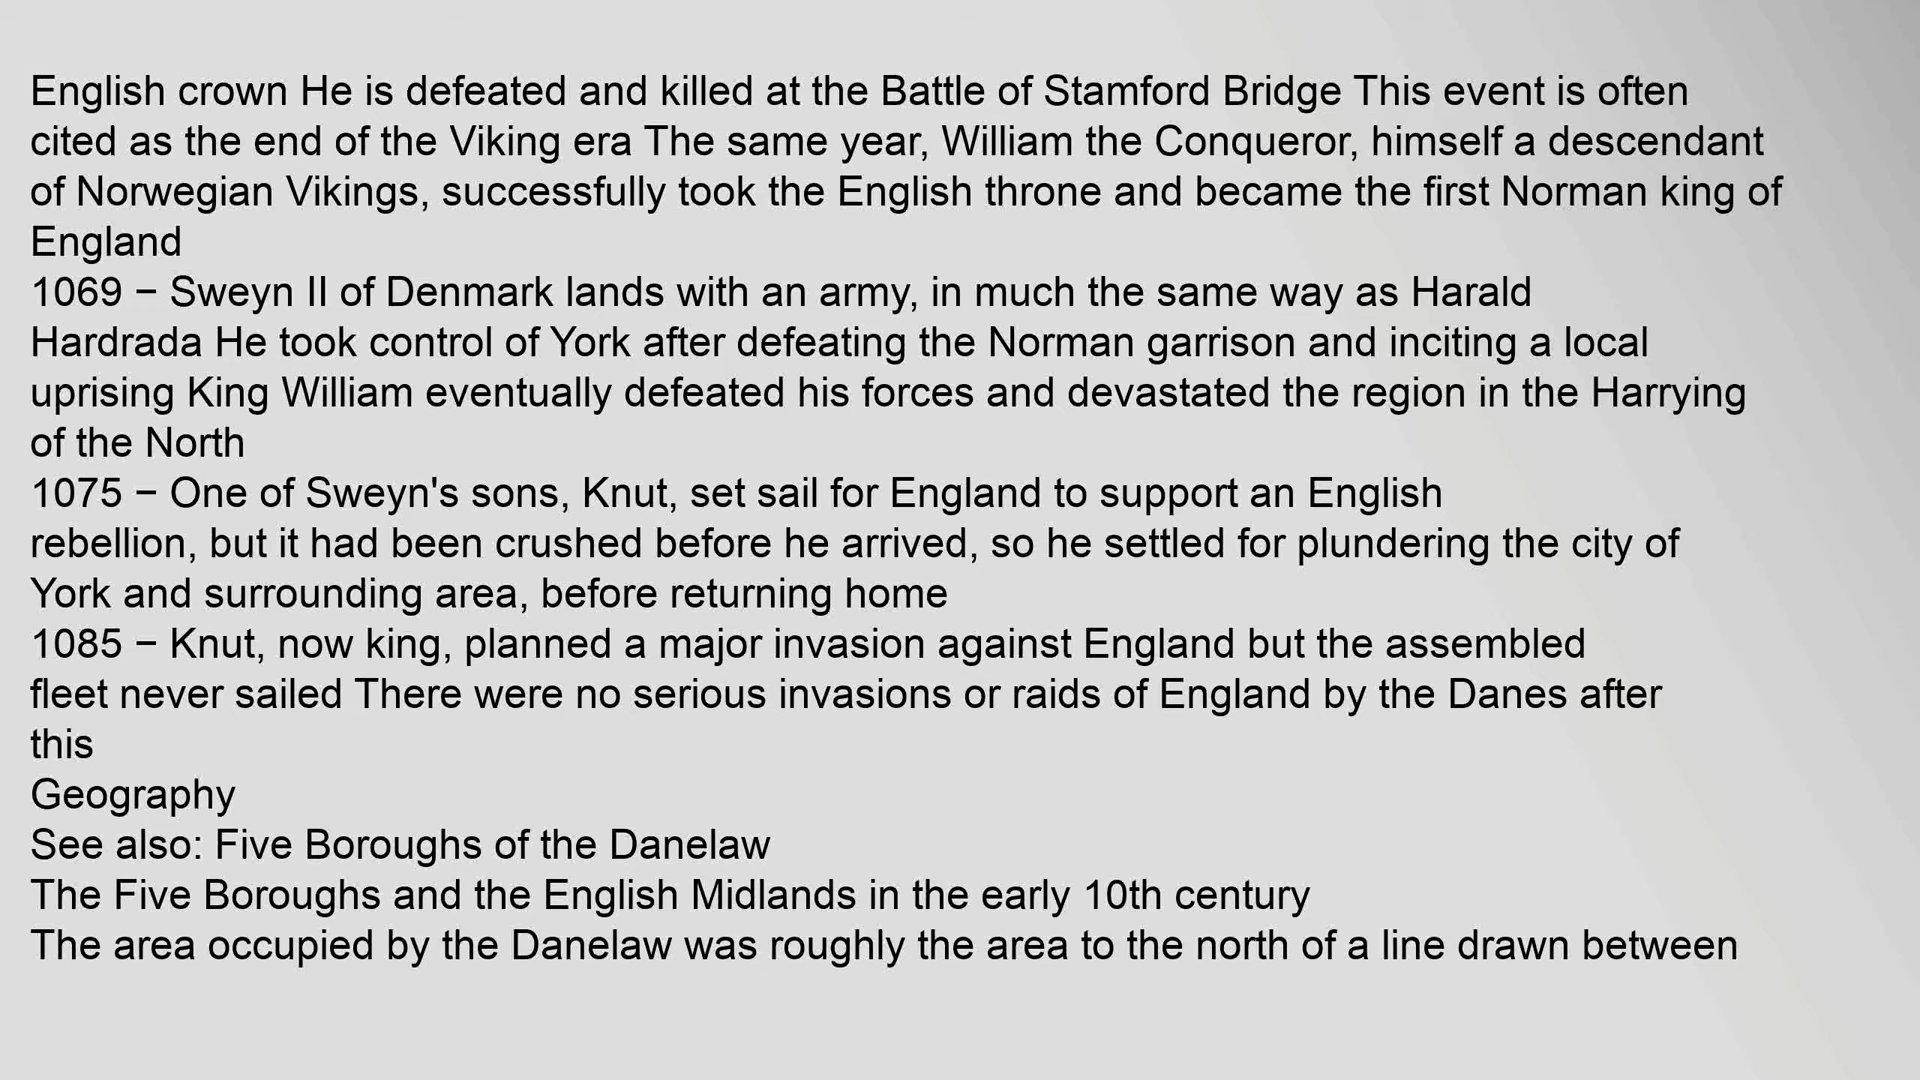 English crown He is defeated and killed at the Battle of Stamford Bridge This event is often
cited as the end of the Viking era The same year, William the Conqueror, himself a descendant
of Norwegian Vikings, successfully took the English throne and became the first Norman king of
England
1069 − Sweyn II of Denmark lands with an army, in much the same way as Harald
Hardrada He took control of York after defeating the Norman garrison and inciting a local
uprising King William eventually defeated his forces and devastated the region in the Harrying
of the North
1075 − One of Sweyn's sons, Knut, set sail for England to support an English
rebellion, but it had been crushed before he arrived, so he settled for plundering the city of
York and surrounding area, before returning home
1085 − Knut, now king, planned a major invasion against England but the assembled
fleet never sailed There were no serious invasions or raids of England by the Danes after
this
Geography
See also: Five Boroughs of the Danelaw
The Five Boroughs and the English Midlands in the early 10th century
The area occupied by the Danelaw was roughly the area to the north of a line drawn between